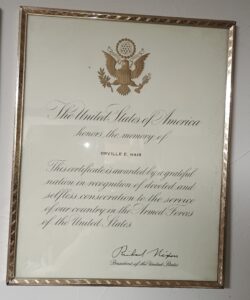 The United States of America
honors the memory of
ORVILLE E. HAIR
This certificate is awarded by a grateful
nation in recognition of devoted and
selfless consecration to the service
of our country in the Armed Forces
of the United States
Richard Nixon
President of the United States